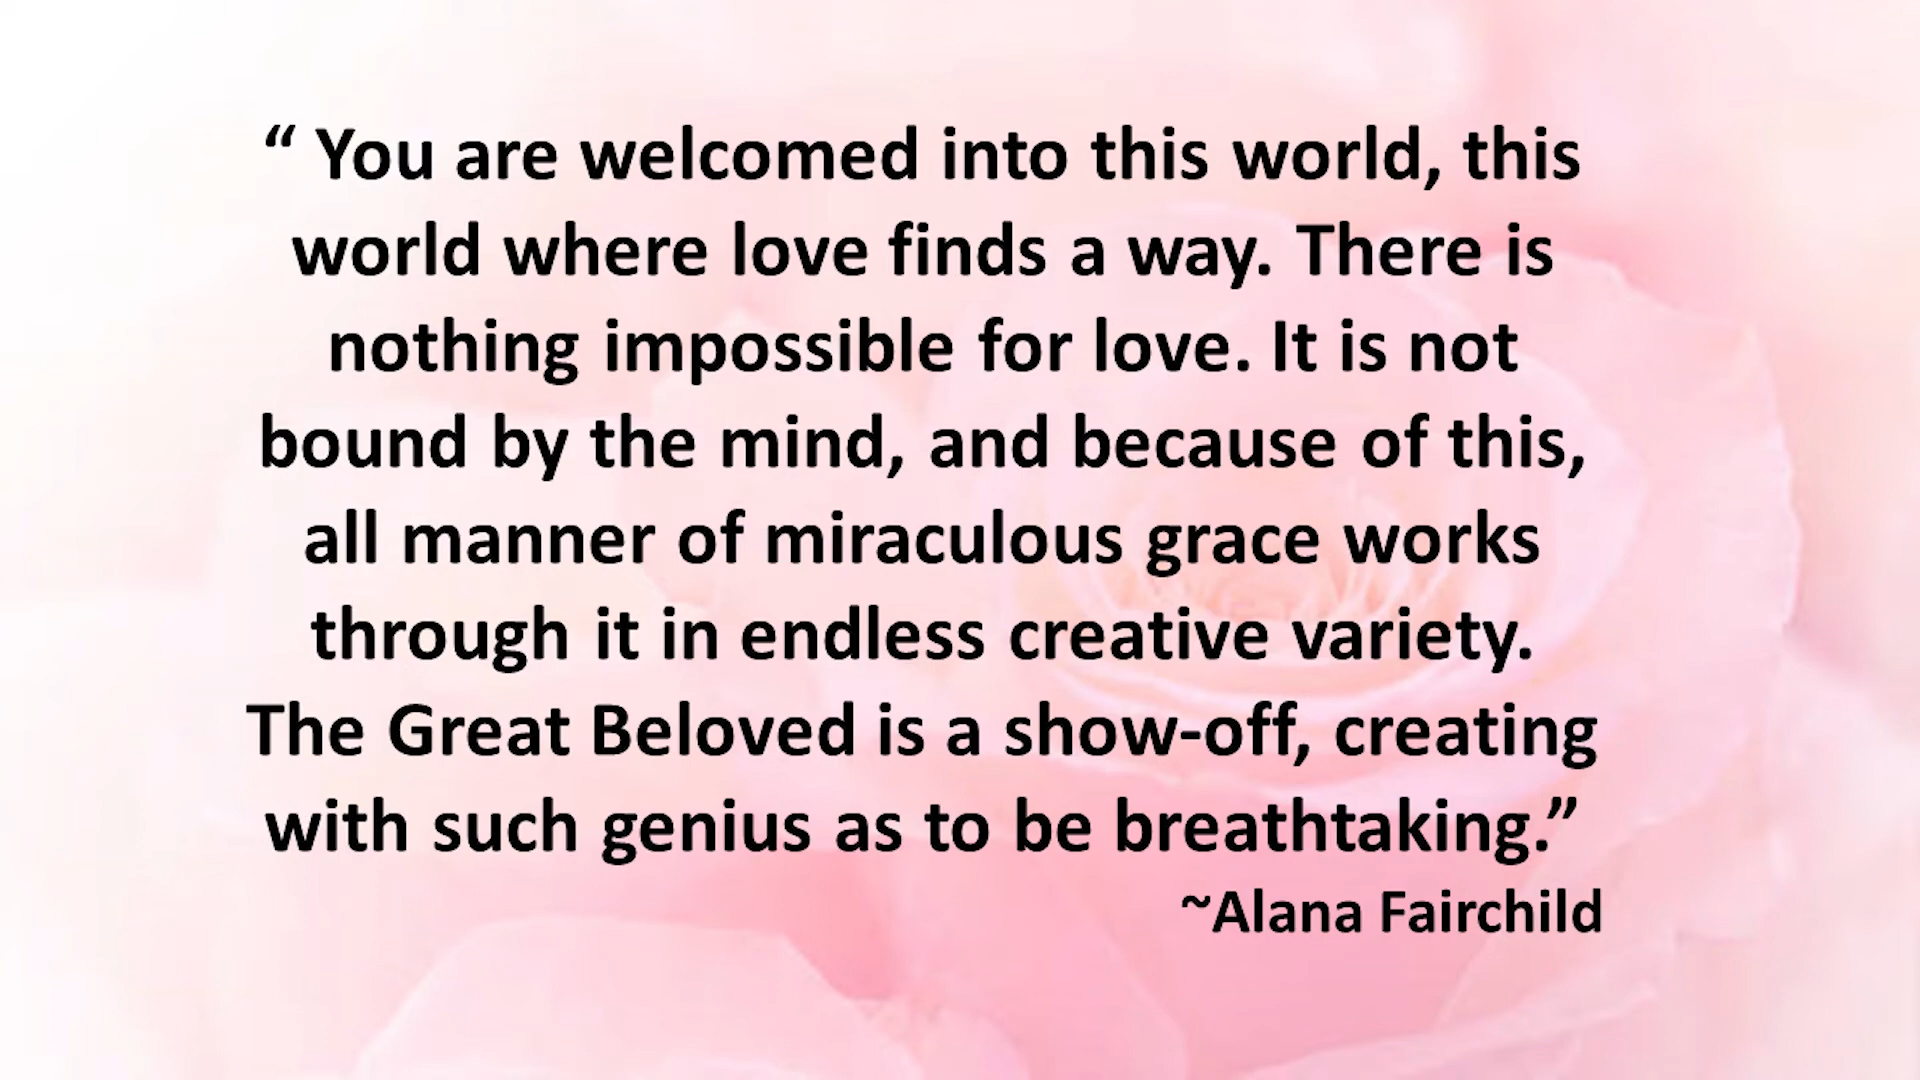 “ You are welcomed into this world, this
world where love finds a way. There is
nothing impossible for love. It is not
bound by the mind, and because of this,
all manner of miraculous grace works
through it in endless creative variety.
The Great Beloved is a show-off, creating
with such genius as to be breathtaking.”
~Alana Fairchild